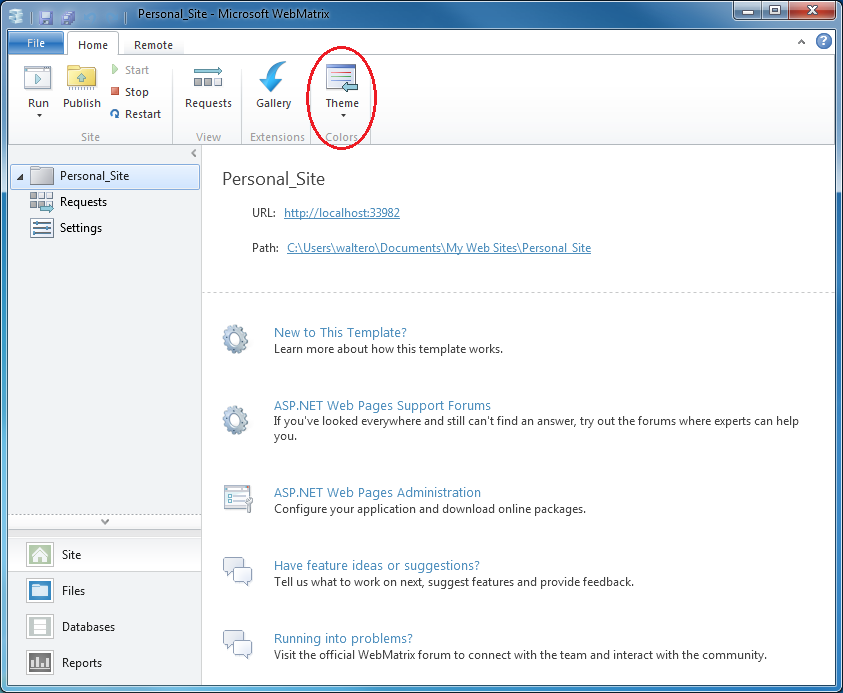 Personal_Site - Microsoft WebMatrix
File
Home
Remote
Run
Publish
Start
Stop
Restart
Site
Requests
View
Gallery
Extensions
Theme
Colors
Personal_Site
Requests
Settings
Personal_Site
URL: http://localhost:33982
Path: C:\Users\waltero\Documents\My Web Sites\Personal_Site
New to This Template?
Learn more about how this template works.
ASP.NET Web Pages Support Forums
If you've looked everywhere and still can't find an answer, try out the forums where experts can help
you.
ASP.NET Web Pages Administration
Configure your application and download online packages.
Have feature ideas or suggestions?
Tell us what to work on next, suggest features and provide feedback.
Running into problems?
Visit the official WebMatrix forum to connect with the team and interact with the community.
Site
Files
Databases
Reports